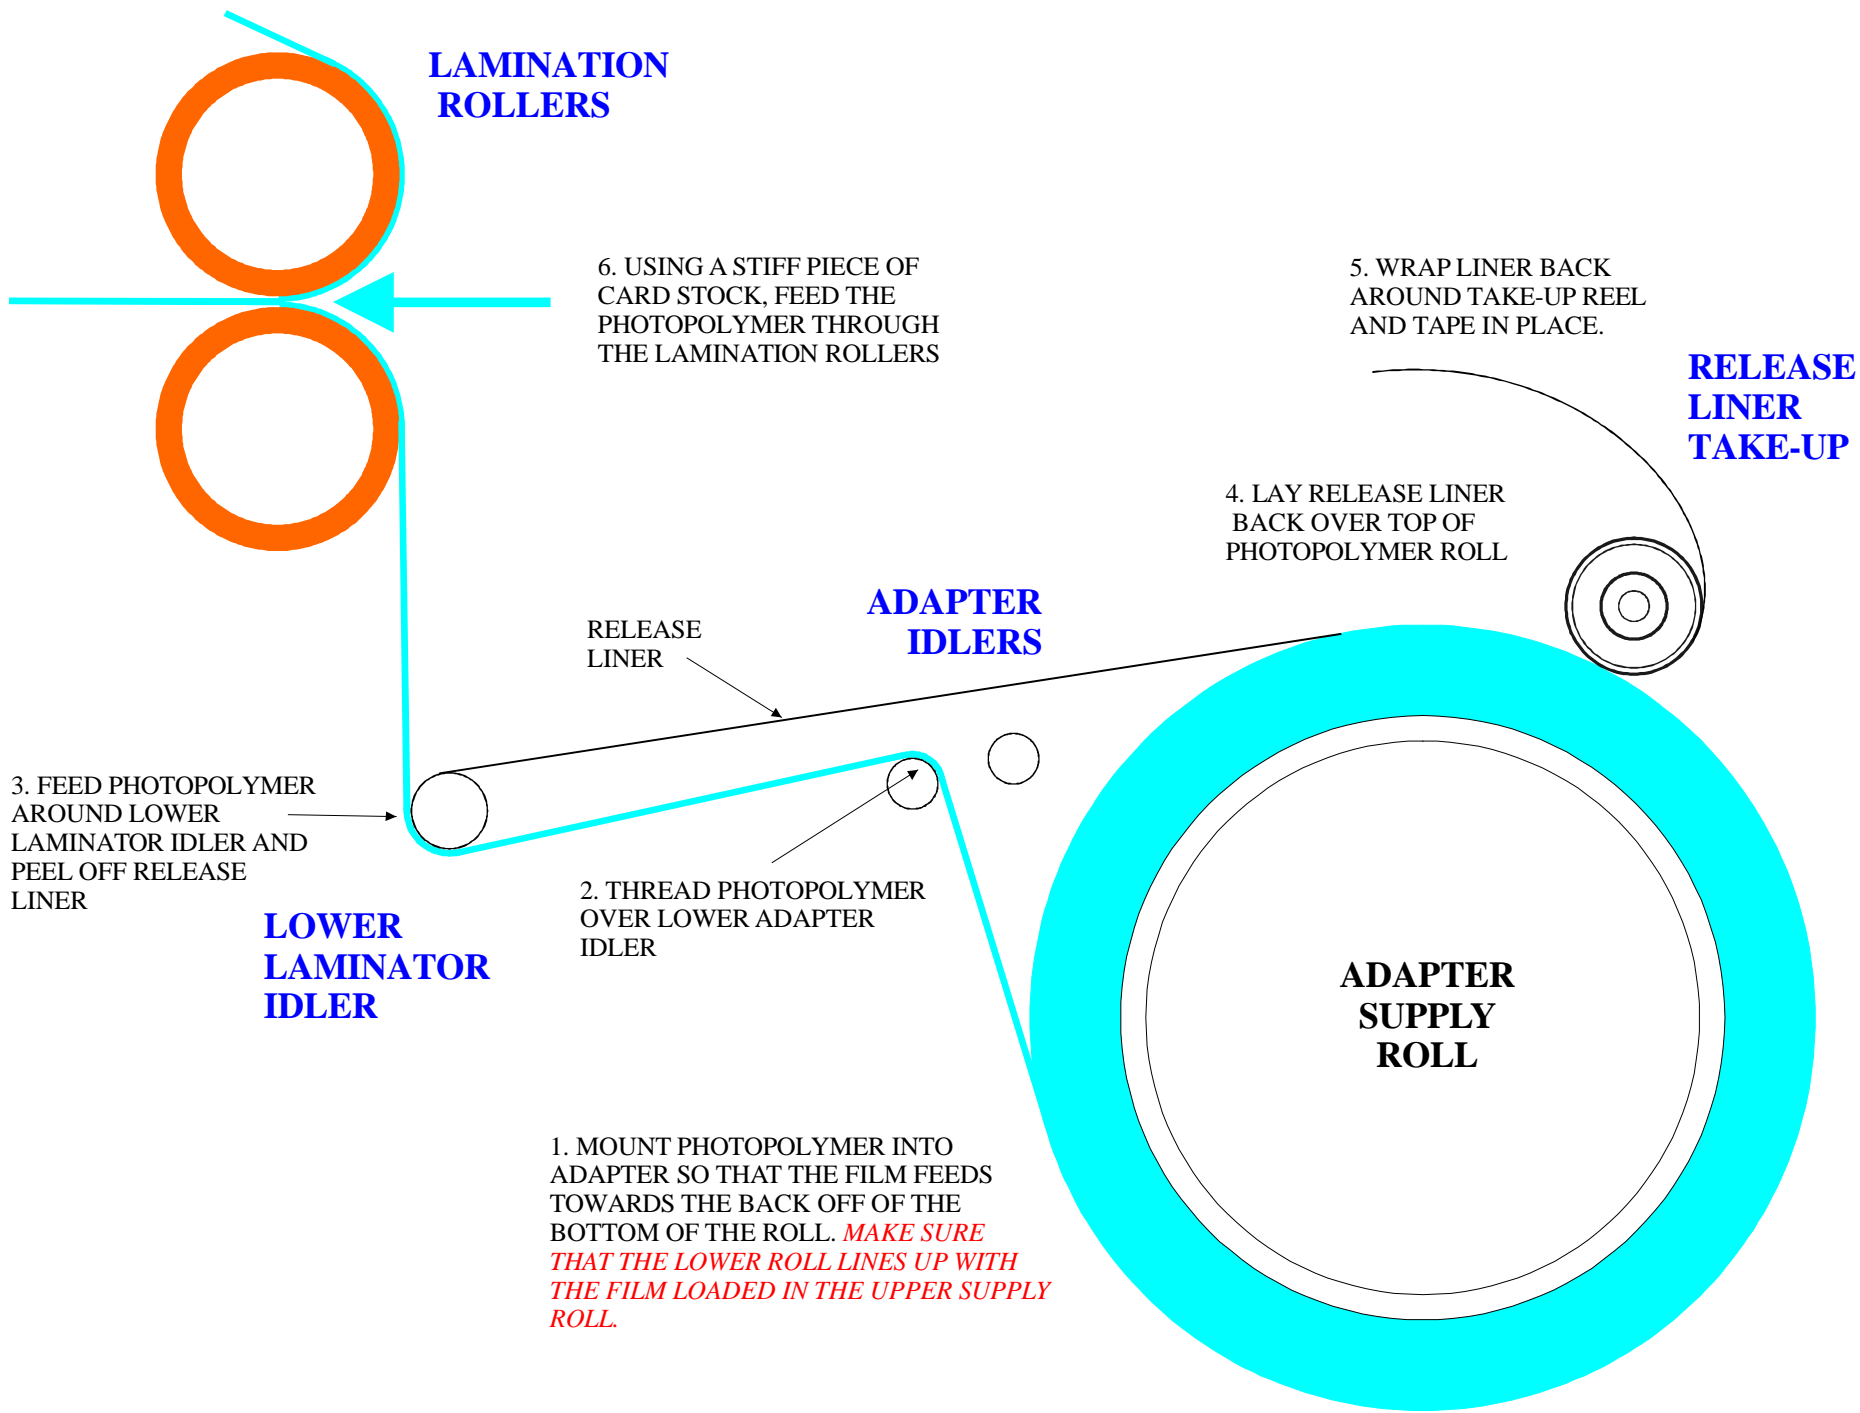 LAMINATION
ROLLERS
6. USING A STIFF PIECE OF
CARD STOCK, FEED THE
PHOTOPOLYMER THROUGH
THE LAMINATION ROLLERS
5. WRAP LINER BACK
AROUND TAKE-UP REEL
AND TAPE IN PLACE.
RELEASE
LINER
TAKE-UP
4. LAY RELEASE LINER
BACK OVER TOP OF
PHOTOPOLYMER ROLL
ADAPTER
IDLERS
RELEASE
LINER
3. FEED PHOTOPOLYMER
AROUND LOWER
LAMINATOR IDLER AND
PEEL OFF RELEASE
LINER
LOWER
LAMINATOR
IDLER
2. THREAD PHOTOPOLYMER
OVER LOWER ADAPTER
IDLER
ADAPTER
SUPPLY
ROLL
1. MOUNT PHOTOPOLYMER INTO
ADAPTER SO THAT THE FILM FEEDS
TOWARDS THE BACK OFF OF THE
BOTTOM OF THE ROLL. MAKE SURE
THAT THE LOWER ROLL LINES UP WITH
THE FILM LOADED IN THE UPPER SUPPLY
ROLL.